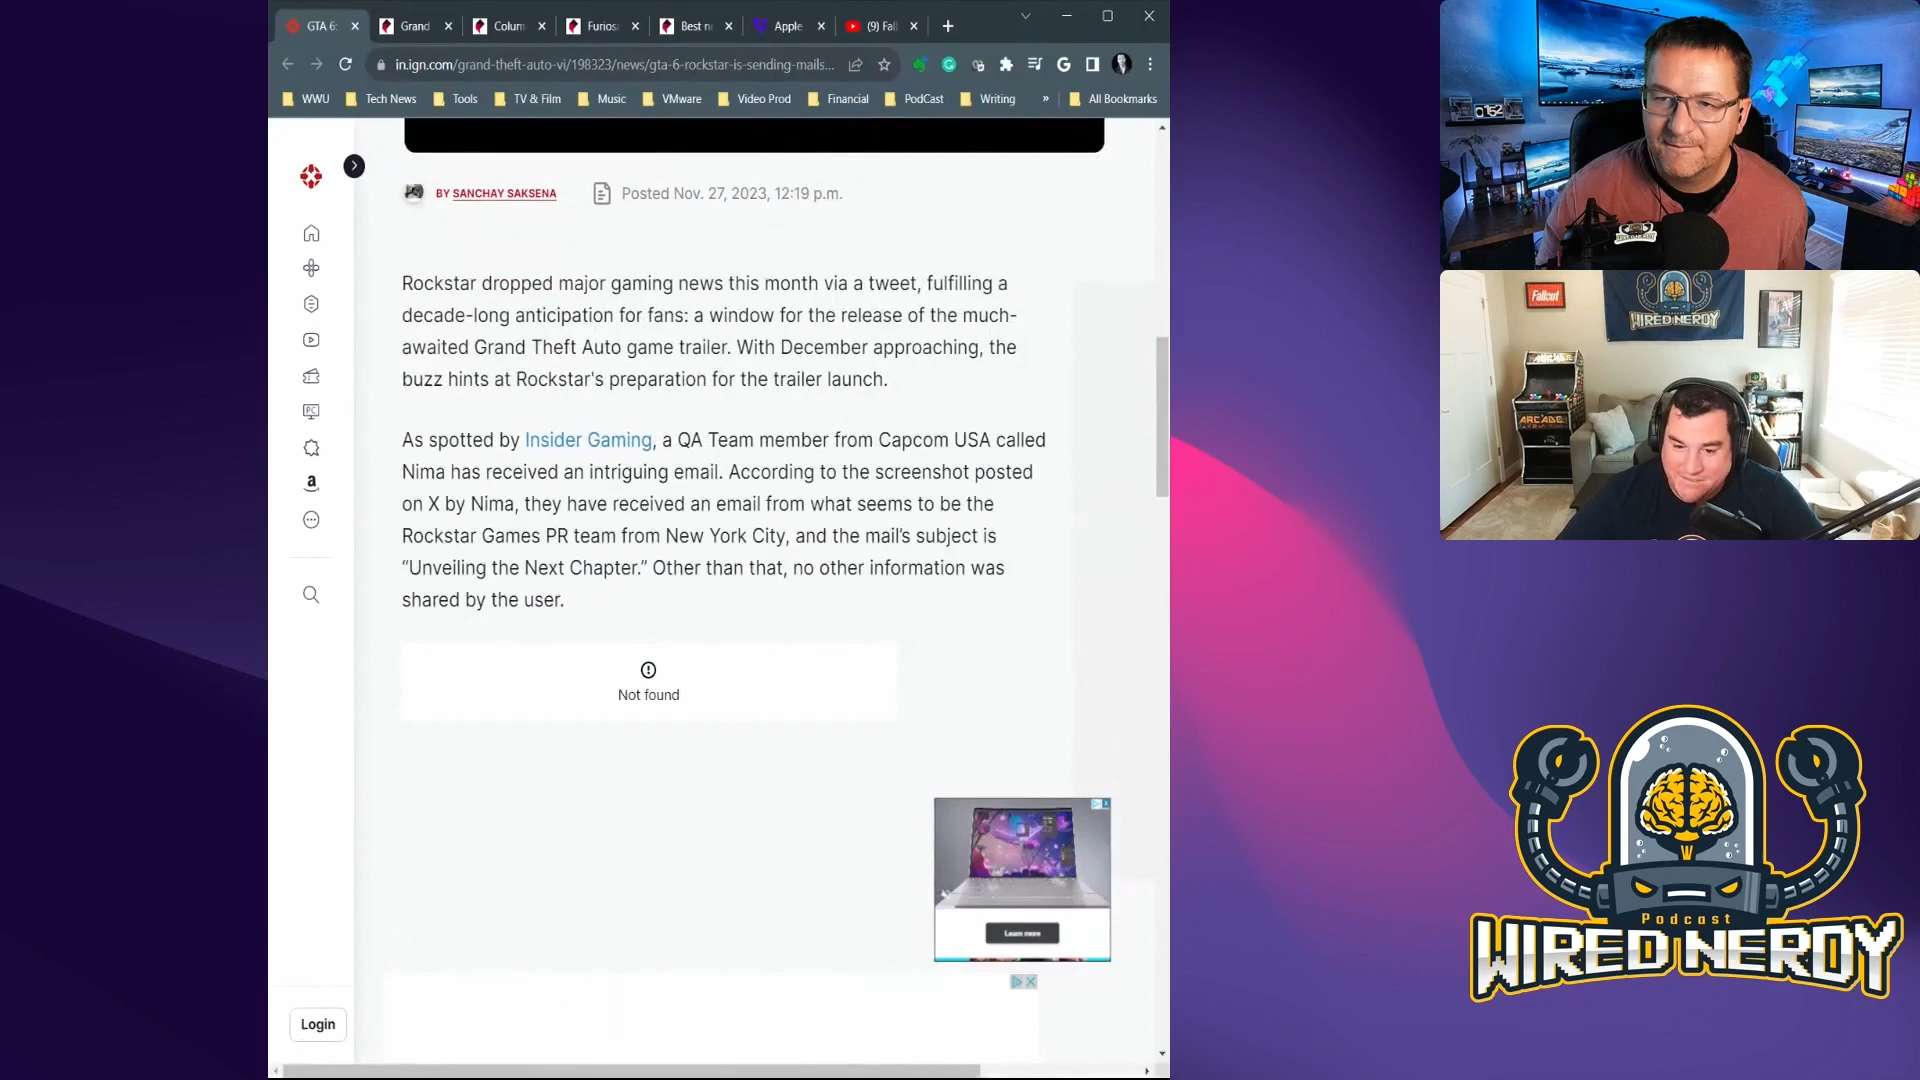 GTA 6:
Grand
Colum
Furios
Best n
Apple
(9) Fal
in.ign.com/grand-theft-auto-vi/198323/news/gta-6-rockstar-is-sending-mails...
WWU
Tech News
Tools
TV & Film
Music
VMware
Video Prod
Financial
PodCast
Writing
»
All Bookmarks
BY SANCHAY SAKSENA
Posted Nov. 27, 2023, 12:19 p.m.
Rockstar dropped major gaming news this month via a tweet, fulfilling a
decade-long anticipation for fans: a window for the release of the much-
awaited Grand Theft Auto game trailer. With December approaching, the
buzz hints at Rockstar's preparation for the trailer launch.
As spotted by Insider Gaming, a QA Team member from Capcom USA called
Nima has received an intriguing email. According to the screenshot posted
on X by Nima, they have received an email from what seems to be the
Rockstar Games PR team from New York City, and the mail's subject is
“Unveiling the Next Chapter.” Other than that, no other information was
shared by the user.
Not found
Learn more
PC
a
Login
0152
WIRED NERDY
Fallout
WIRED NERDY
ARCADE
Podcast
WIRED NERDY